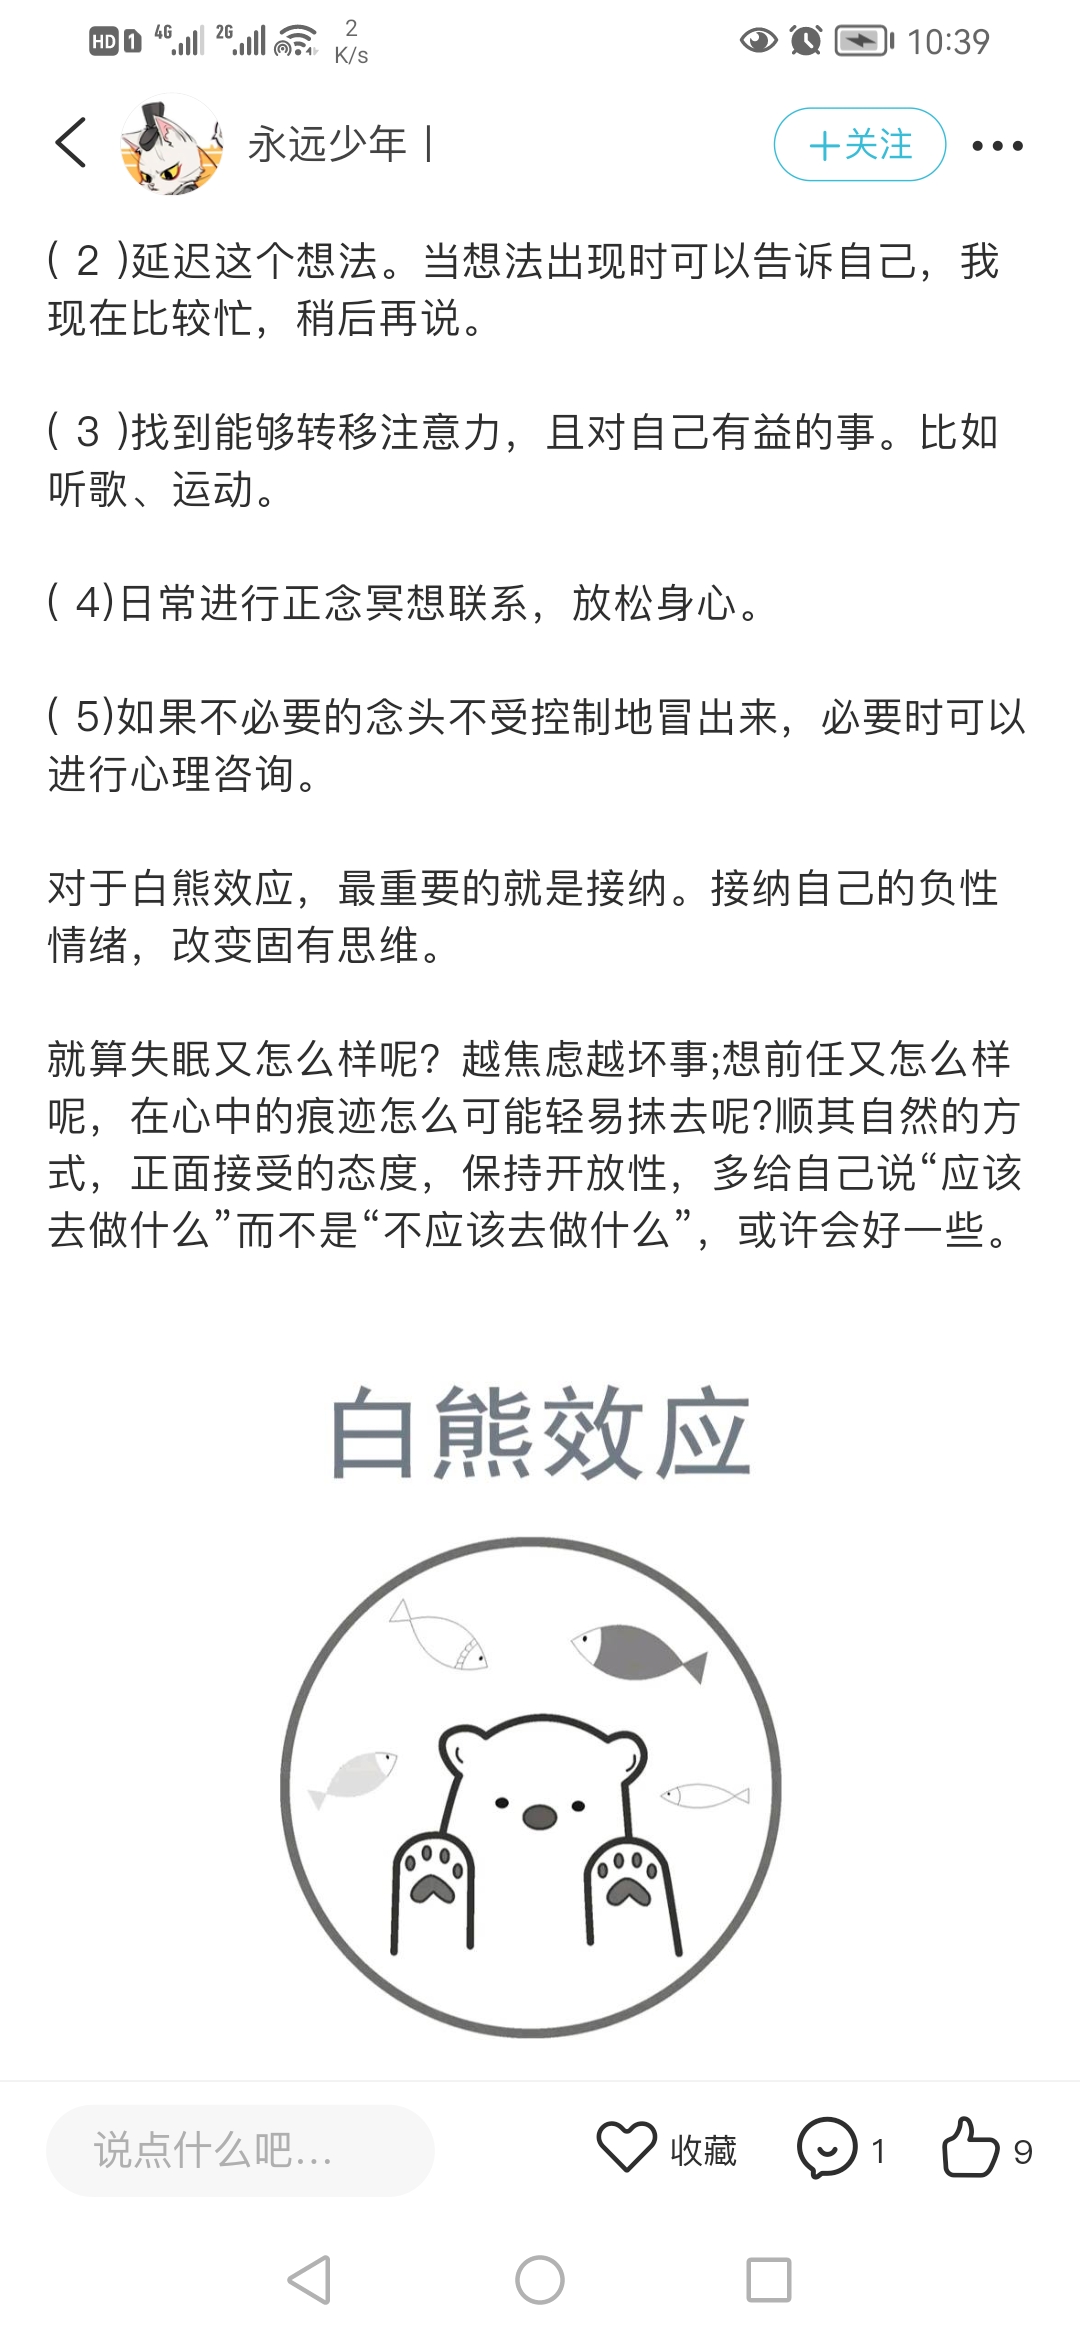 HD 1 4G 2G 2 K/s 10:39
永远少年丨 +关注
( 2 )延迟这个想法。当想法出现时可以告诉自己，我
现在比较忙，稍后再说。
( 3 )找到能够转移注意力，且对自己有益的事。比如
听歌、运动。
( 4)日常进行正念冥想联系，放松身心。
( 5)如果不必要的念头不受控制地冒出来，必要时可以
进行心理咨询。
对于白熊效应，最重要的就是接纳。接纳自己的负性
情绪，改变固有思维。
就算失眠又怎么样呢？越焦虑越坏事;想前任又怎么样
呢，在心中的痕迹怎么可能轻易抹去呢?顺其自然的方
式，正面接受的态度，保持开放性，多给自己说“应该
去做什么”而不是“不应该去做什么”，或许会好一些。
白熊效应
说点什么吧... 收藏 1 9